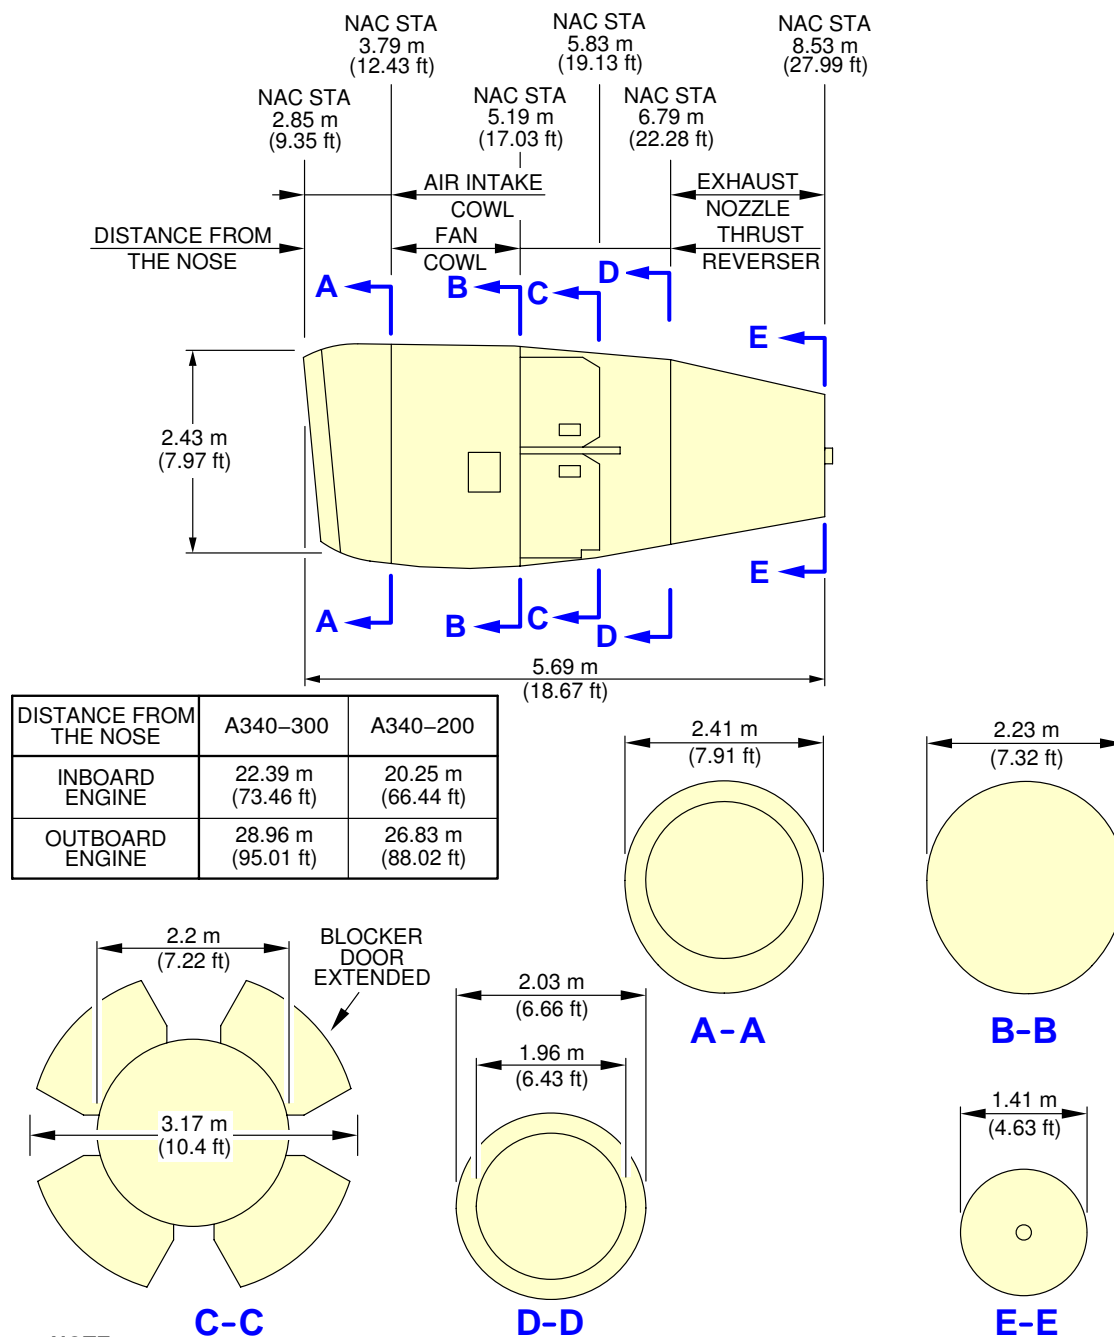 NAC STA
3.79 m
(12.43 ft)
NAC STA
5.83 m
(19.13 ft)
NAC STA
8.53 m
(27.99 ft)
NAC STA
2.85 m
(9.35 ft)
NAC STA
5.19 m
(17.03 ft)
NAC STA
6.79 m
(22.28 ft)
AIR INTAKE
COWL
EXHAUST
NOZZLE
DISTANCE FROM
THE NOSE
FAN
COWL
THRUST
REVERSER
A
B
C
D
E
2.43 m
(7.97 ft)
A
B
C
D
E
5.69 m
(18.67 ft)
DISTANCE FROM
THE NOSE
A340–300
A340–200
INBOARD
ENGINE
22.39 m
(73.46 ft)
20.25 m
(66.44 ft)
OUTBOARD
ENGINE
28.96 m
(95.01 ft)
26.83 m
(88.02 ft)
2.41 m
(7.91 ft)
A–A
2.23 m
(7.32 ft)
B–B
2.2 m
(7.22 ft)
BLOCKER
DOOR
EXTENDED
3.17 m
(10.4 ft)
C–C
2.03 m
(6.66 ft)
1.96 m
(6.43 ft)
D–D
1.41 m
(4.63 ft)
E–E